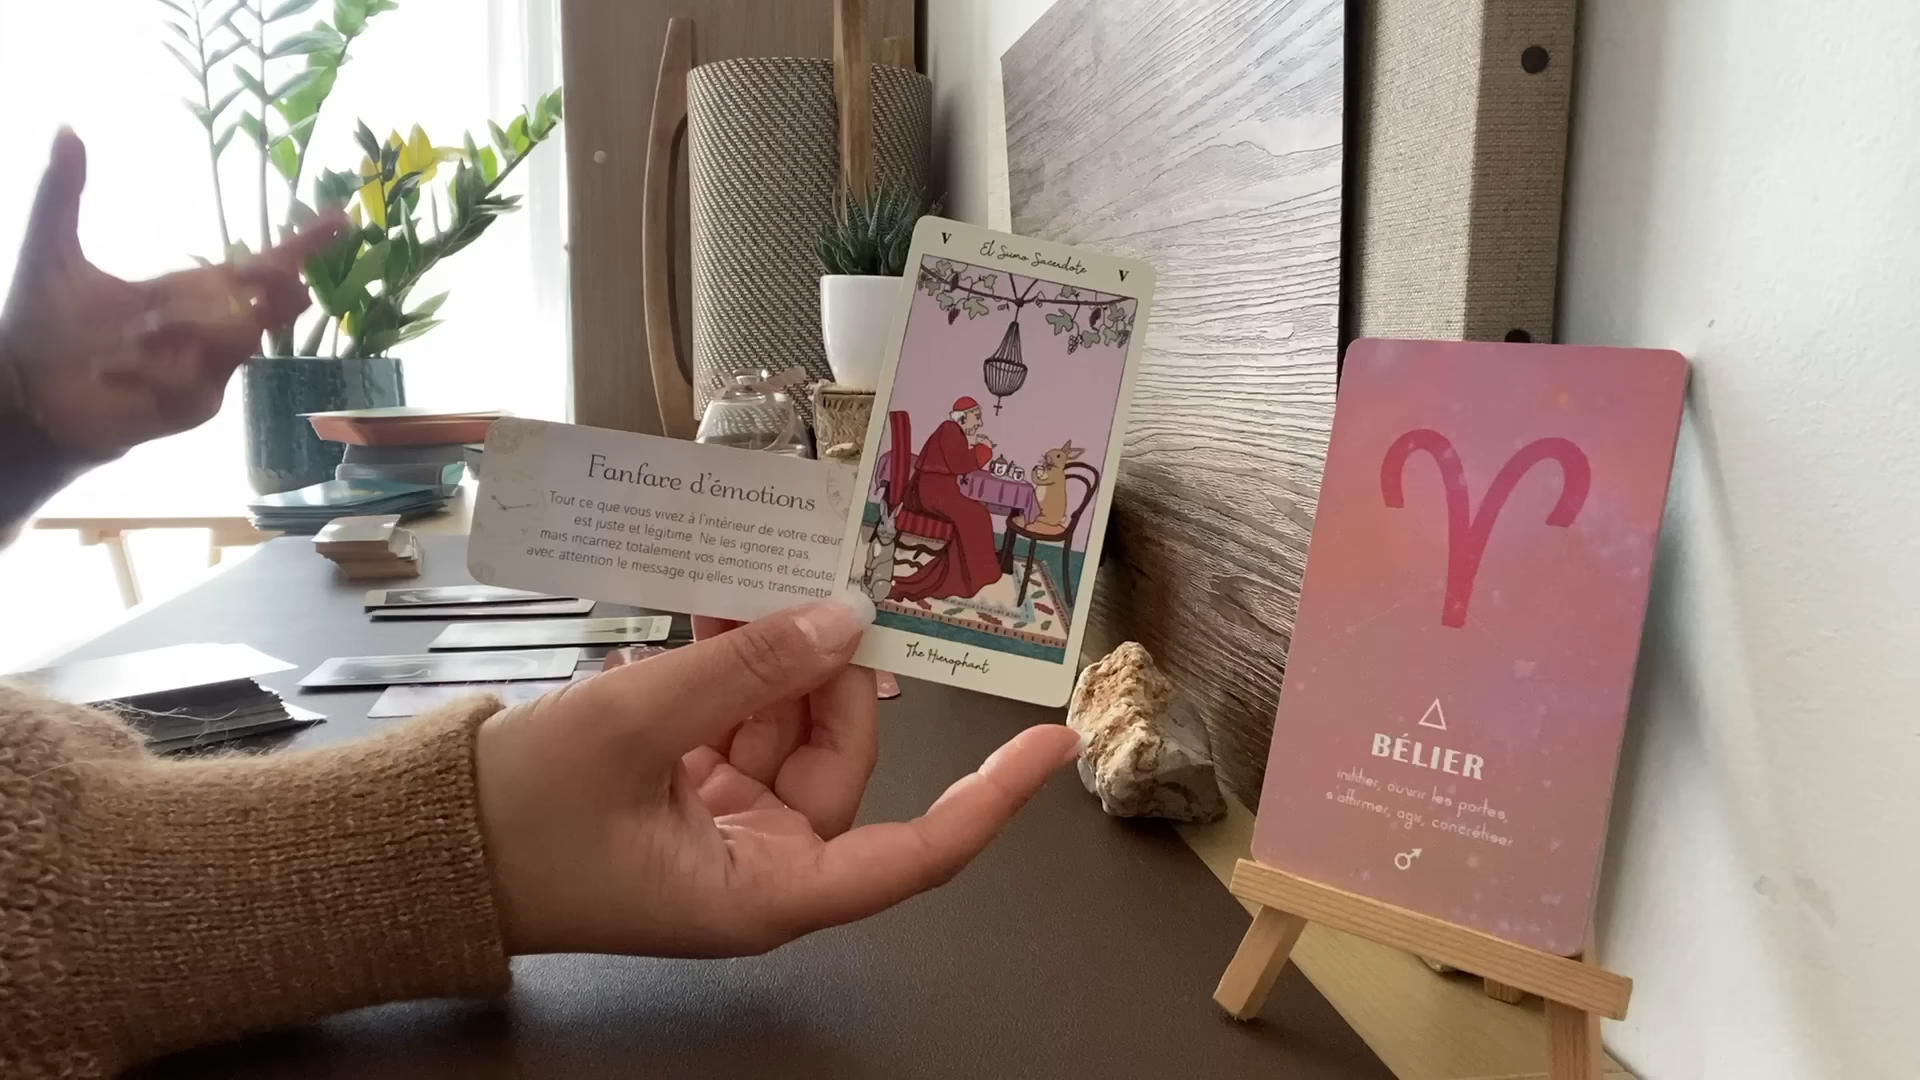 Fanfare d'émotions
Tout ce que vous vivez à l'intérieur de votre cœur
est juste et légitime. Ne les ignorez pas,
mais incarnez totalement vos émotions et écoutez
avec attention le message qu'elles vous transmette
V
El Sumo Sacerdote
V
The Hierophant
BÉLIER
initier, ouvrir les portes,
s'affirmer, agir, concrétiser